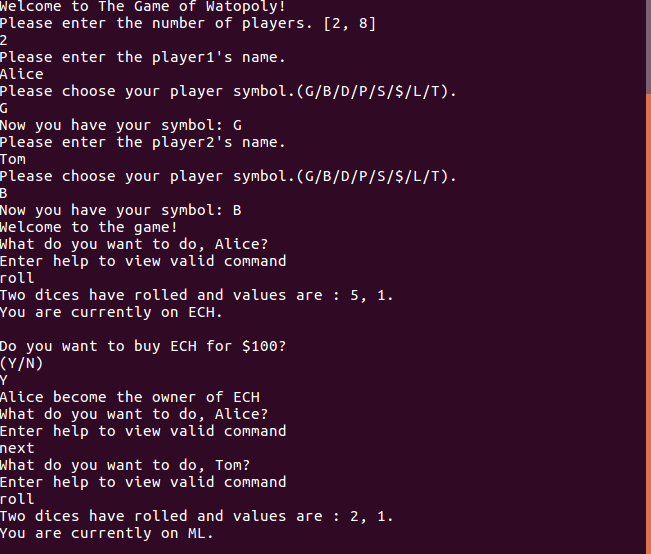 Welcome to The Game of Watopoly!
Please enter the number of players. [2, 8]
2
Please enter the player1's name.
Alice
Please choose your player symbol.(G/B/D/P/S/$/L/T).
G
Now you have your symbol: G
Please enter the player2's name.
Tom
Please choose your player symbol.(G/B/D/P/S/$/L/T).
B
Now you have your symbol: B
Welcome to the game!
What do you want to do, Alice?
Enter help to view valid command
roll
Two dices have rolled and values are : 5, 1.
You are currently on ECH.

Do you want to buy ECH for $100?
(Y/N)
Y
Alice become the owner of ECH
What do you want to do, Alice?
Enter help to view valid command
next
What do you want to do, Tom?
Enter help to view valid command
roll
Two dices have rolled and values are : 2, 1.
You are currently on ML.